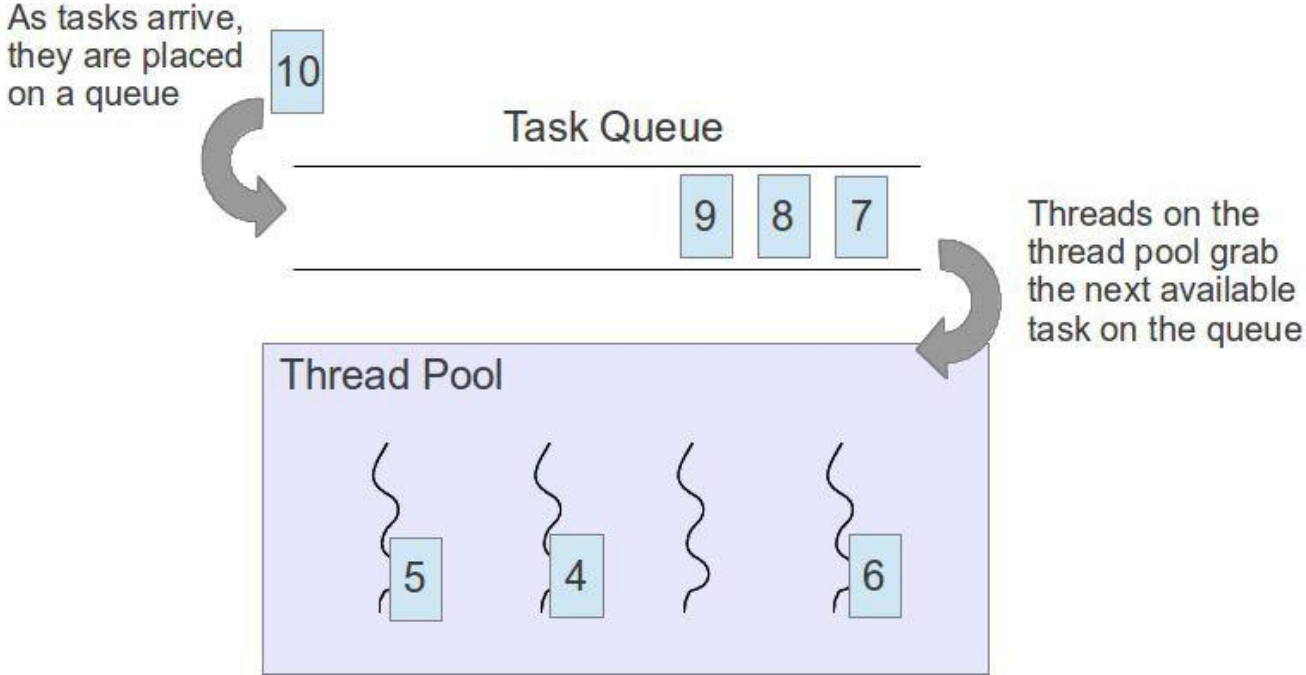 As tasks arrive,
they are placed
on a queue
10
Task Queue
9 8 7
Threads on the
thread pool grab
the next available
task on the queue
Thread Pool
5 4 6